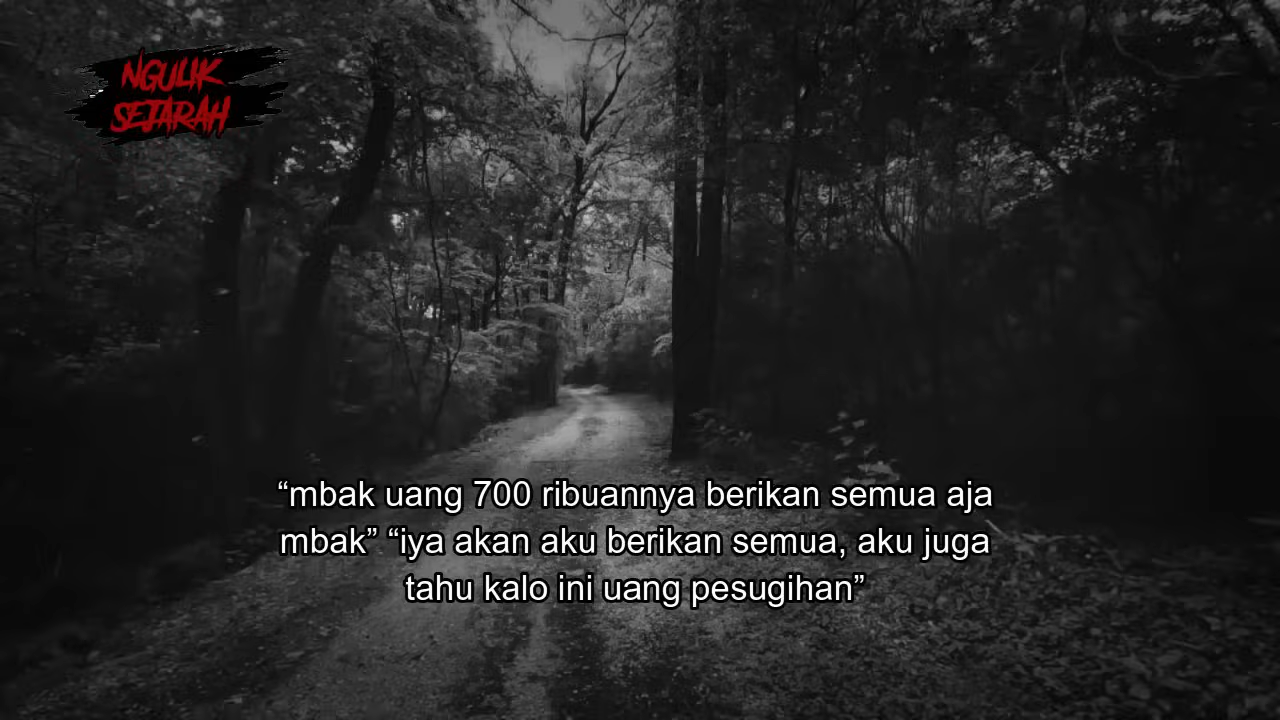 NGULIK
SEJARAH
“mbak uang 700 ribuannya berikan semua aja
mbak” “iya akan aku berikan semua, aku juga
tahu kalo ini uang pesugihan”